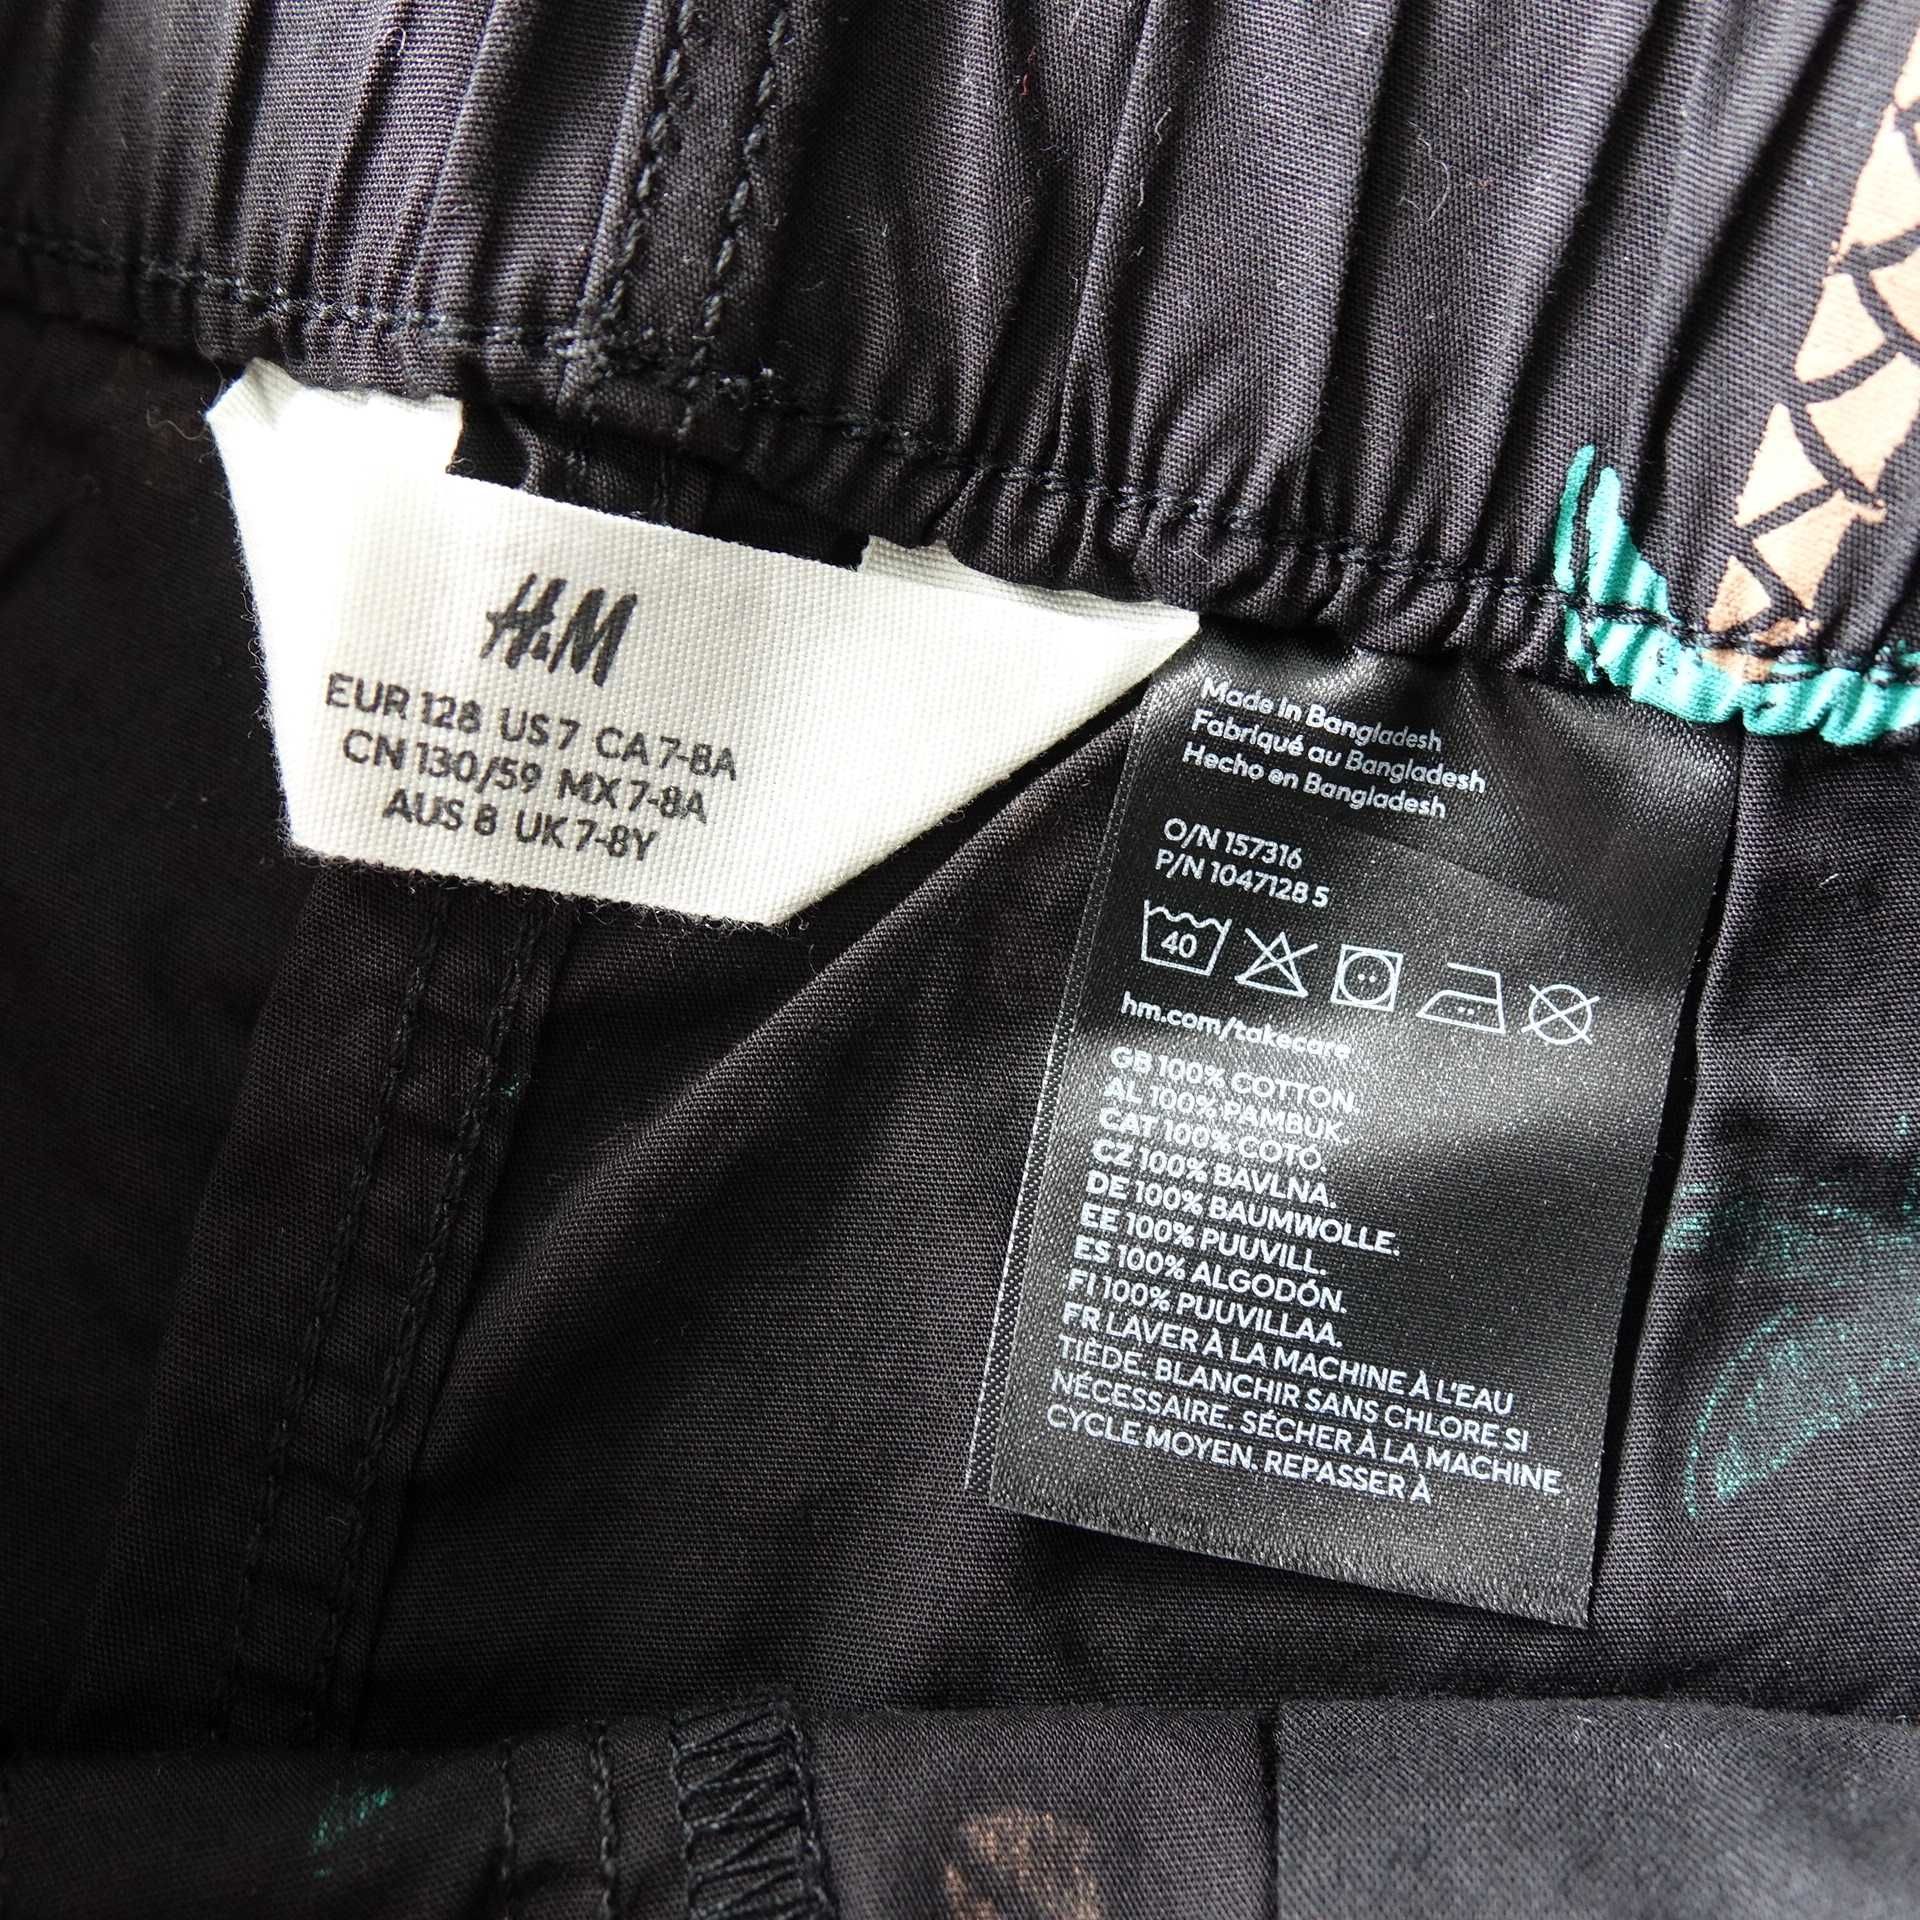 H&M
EUR 128 US 7 CA 7-8A
CN 130/59 MX 7-8A
AUS 8 UK 7-8Y
Made in Bangladesh
Fabriqué au Bangladesh
Hecho en Bangladesh
O/N 157316
P/N 1047128 5
40
hm.com/takecare
GB 100% COTTON.
AL 100% PAMBUK.
CAT 100% COTÓ.
CZ 100% BAVLNA.
DE 100% BAUMWOLLE.
EE 100% PUUVILL.
ES 100% ALGODÓN.
FI 100% PUUVILLAA.
FR LAVER À LA MACHINE À L'EAU
TIÈDE. BLANCHIR SANS CHLORE SI
NÉCESSAIRE. SÉCHER À LA MACHINE
CYCLE MOYEN. REPASSER À